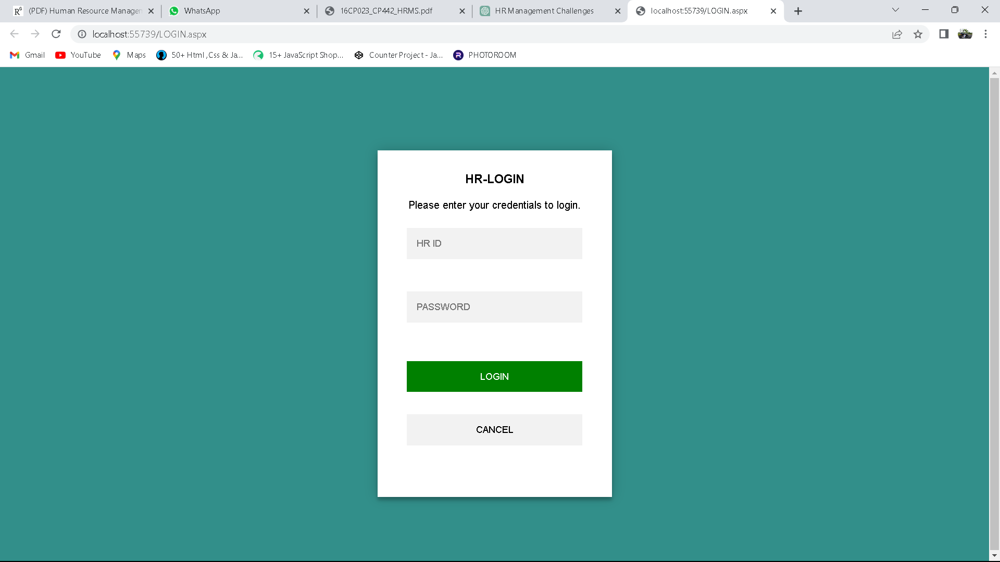 (PDF) Human Resource Managen
WhatsApp
16CP023_CP442_HRMS.pdf
HR Management Challenges
localhost:55739/LOGIN.aspx
localhost:55739/LOGIN.aspx
Gmail
YouTube
Maps
50+ Html ,Css & Ja...
15+ JavaScript Shop...
Counter Project - Ja...
PHOTOROOM
HR-LOGIN
Please enter your credentials to login.
HR ID
PASSWORD
LOGIN
CANCEL